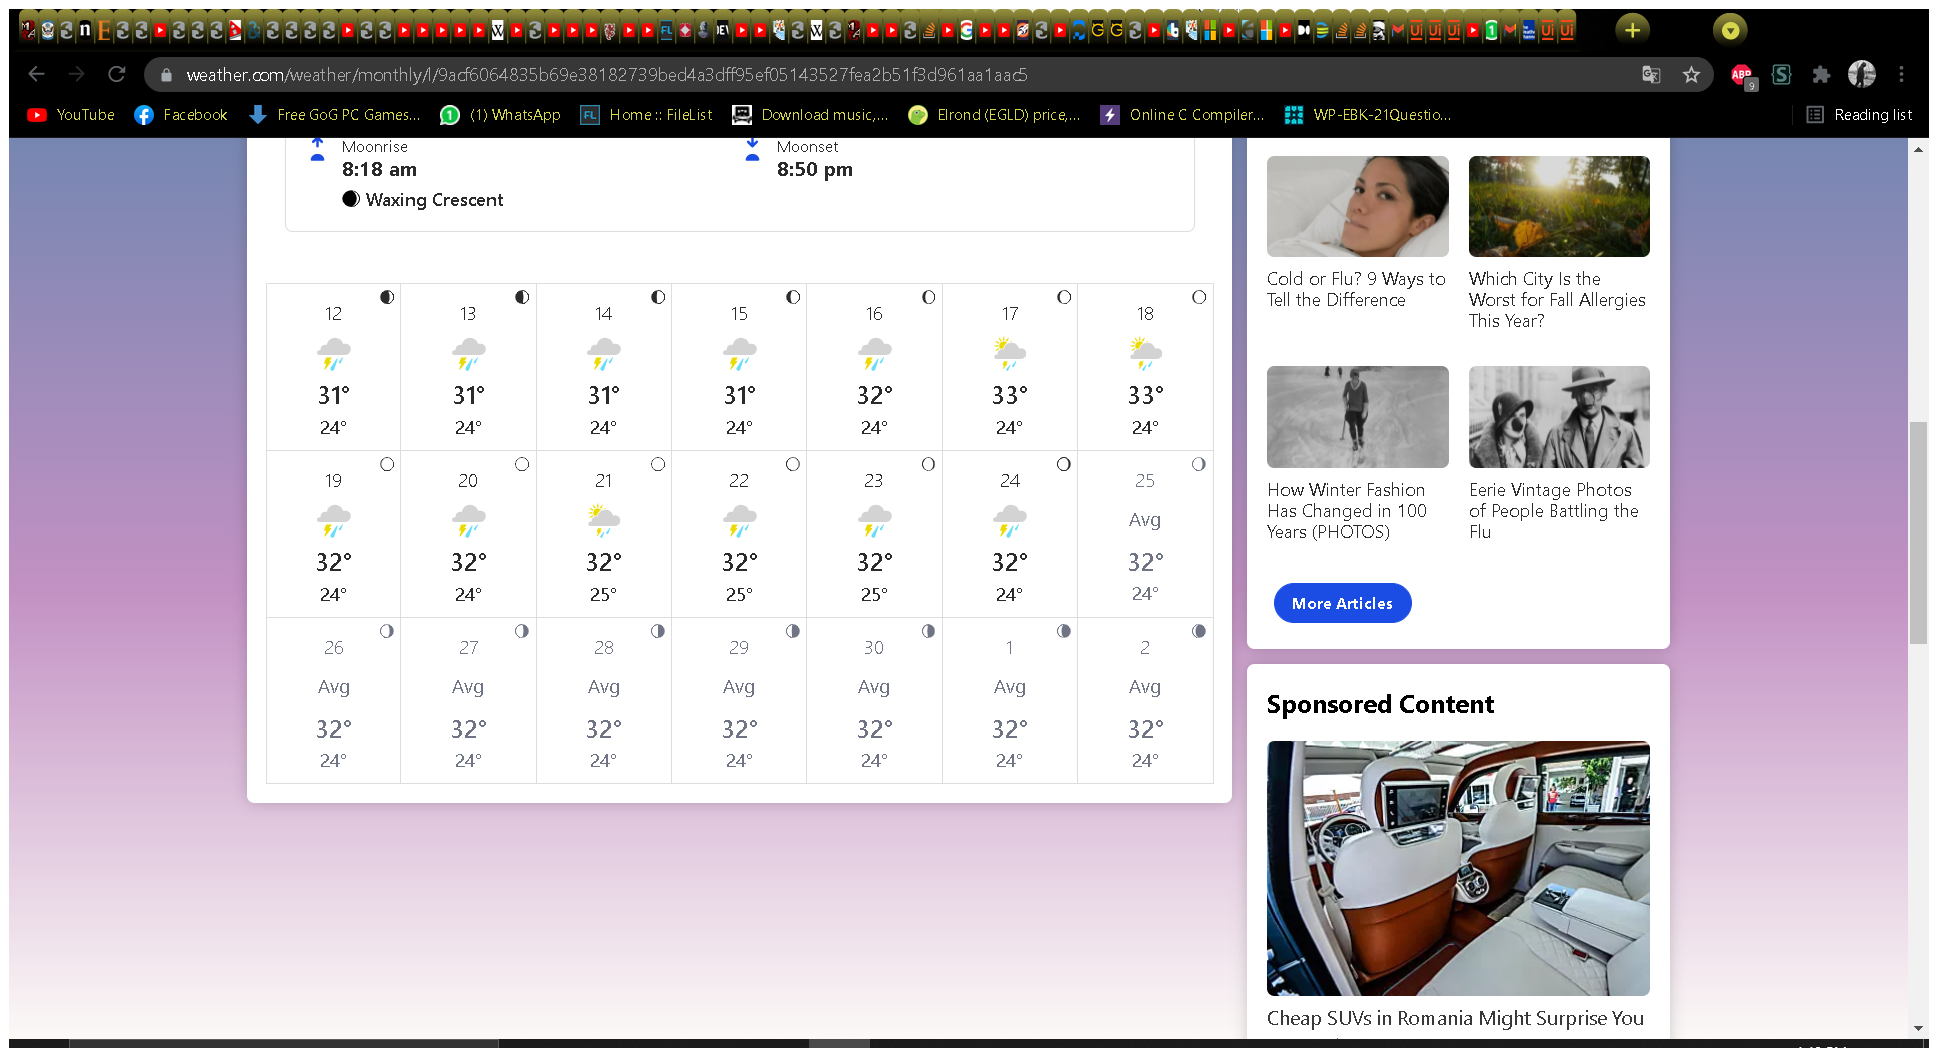 weather.com/weather/monthly/l/9acf6064835b69e38182739bed4a3dff95ef05143527fea2b51f3d961aa1aac5
ABP
9
YouTube
Facebook
Free GoG PC Games...
(1) WhatsApp
Home :: FileList
Download music,...
Elrond (EGLD) price,...
Online C Compiler...
WP-EBK-21Questio...
Reading list
Moonrise
8:18 am
Moonset
8:50 pm
Waxing Crescent
12 13 14 15 16 17 18
31° 31° 31° 31° 32° 33° 33°
24° 24° 24° 24° 24° 24° 24°
19 20 21 22 23 24 25
Avg
32° 32° 32° 32° 32° 32° 32°
24° 24° 25° 25° 25° 24° 24°
26 27 28 29 30 1 2
Avg Avg Avg Avg Avg Avg Avg
32° 32° 32° 32° 32° 32° 32°
24° 24° 24° 24° 24° 24° 24°
Cold or Flu? 9 Ways to
Tell the Difference
Which City Is the
Worst for Fall Allergies
This Year?
How Winter Fashion
Has Changed in 100
Years (PHOTOS)
Eerie Vintage Photos
of People Battling the
Flu
More Articles
Sponsored Content
Cheap SUVs in Romania Might Surprise You